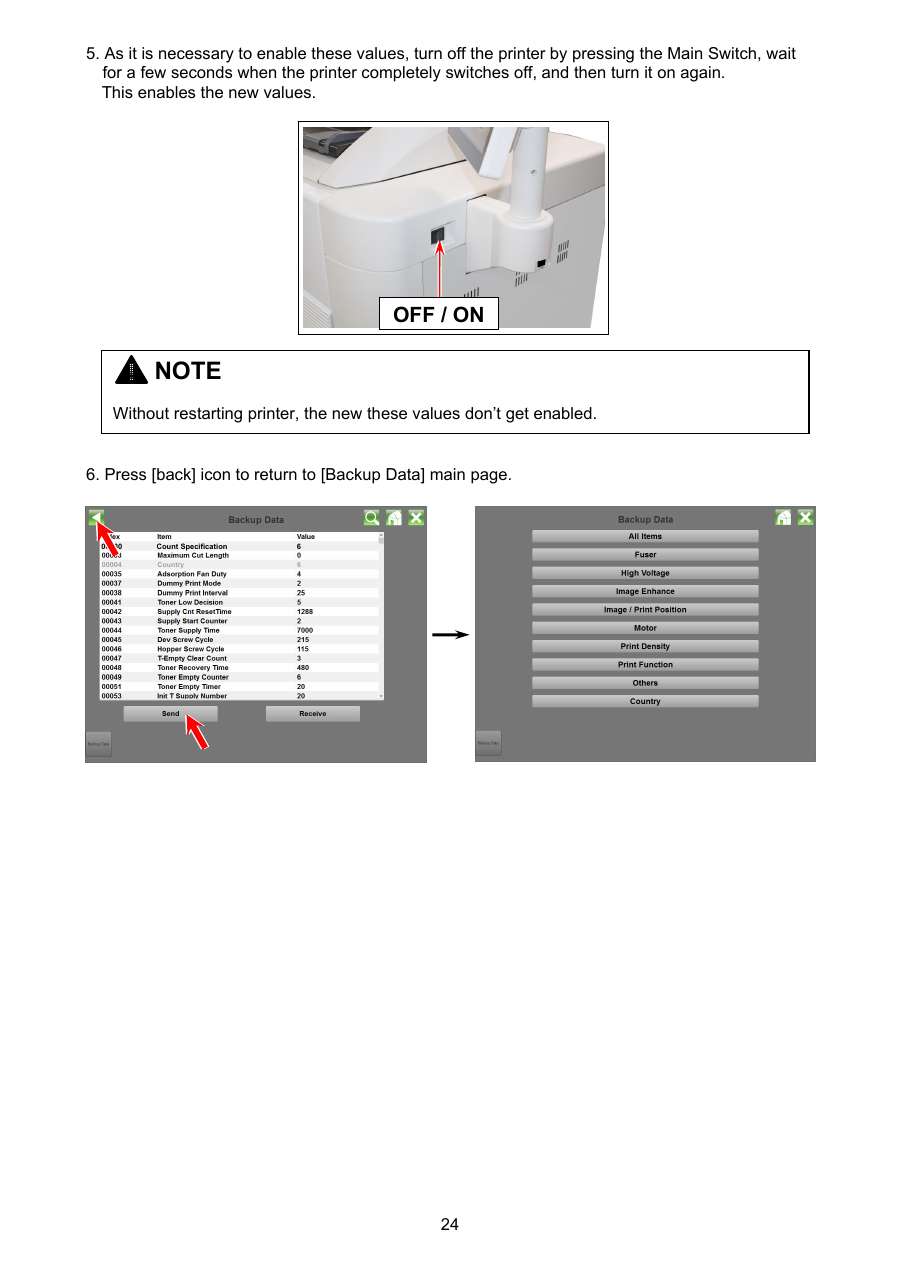 5. As it is necessary to enable these values, turn off the printer by pressing the Main Switch, wait
for a few seconds when the printer completely switches off, and then turn it on again.
This enables the new values.
OFF / ON
NOTE
Without restarting printer, the new these values don’t get enabled.
6. Press [back] icon to return to [Backup Data] main page.
Backup Data
Item Value
Count Specification 6
00003 Maximum Cut Length 0
00004 Country 6
00035 Adsorption Fan Duty 4
00037 Dummy Print Mode 2
00038 Dummy Print Interval 25
00041 Toner Low Decision 5
00042 Supply Cnt ResetTime 1288
00043 Supply Start Counter 2
00044 Toner Supply Time 7000
00045 Dev Screw Cycle 215
00046 Hopper Screw Cycle 115
00047 T-Empty Clear Count 3
00048 Toner Recovery Time 480
00049 Toner Empty Counter 6
00051 Toner Empty Timer 20
00053 Init T Supply Number 20
Send Receive
Backup Data
Backup Data
All Items
Fuser
High Voltage
Image Enhance
Image / Print Position
Motor
Print Density
Print Function
Others
Country
Backup Data
24